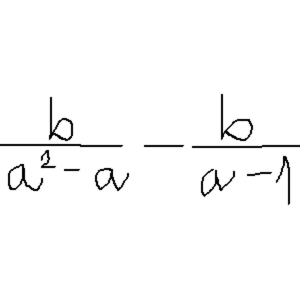 b/(a² - a) - b/(a - 1)